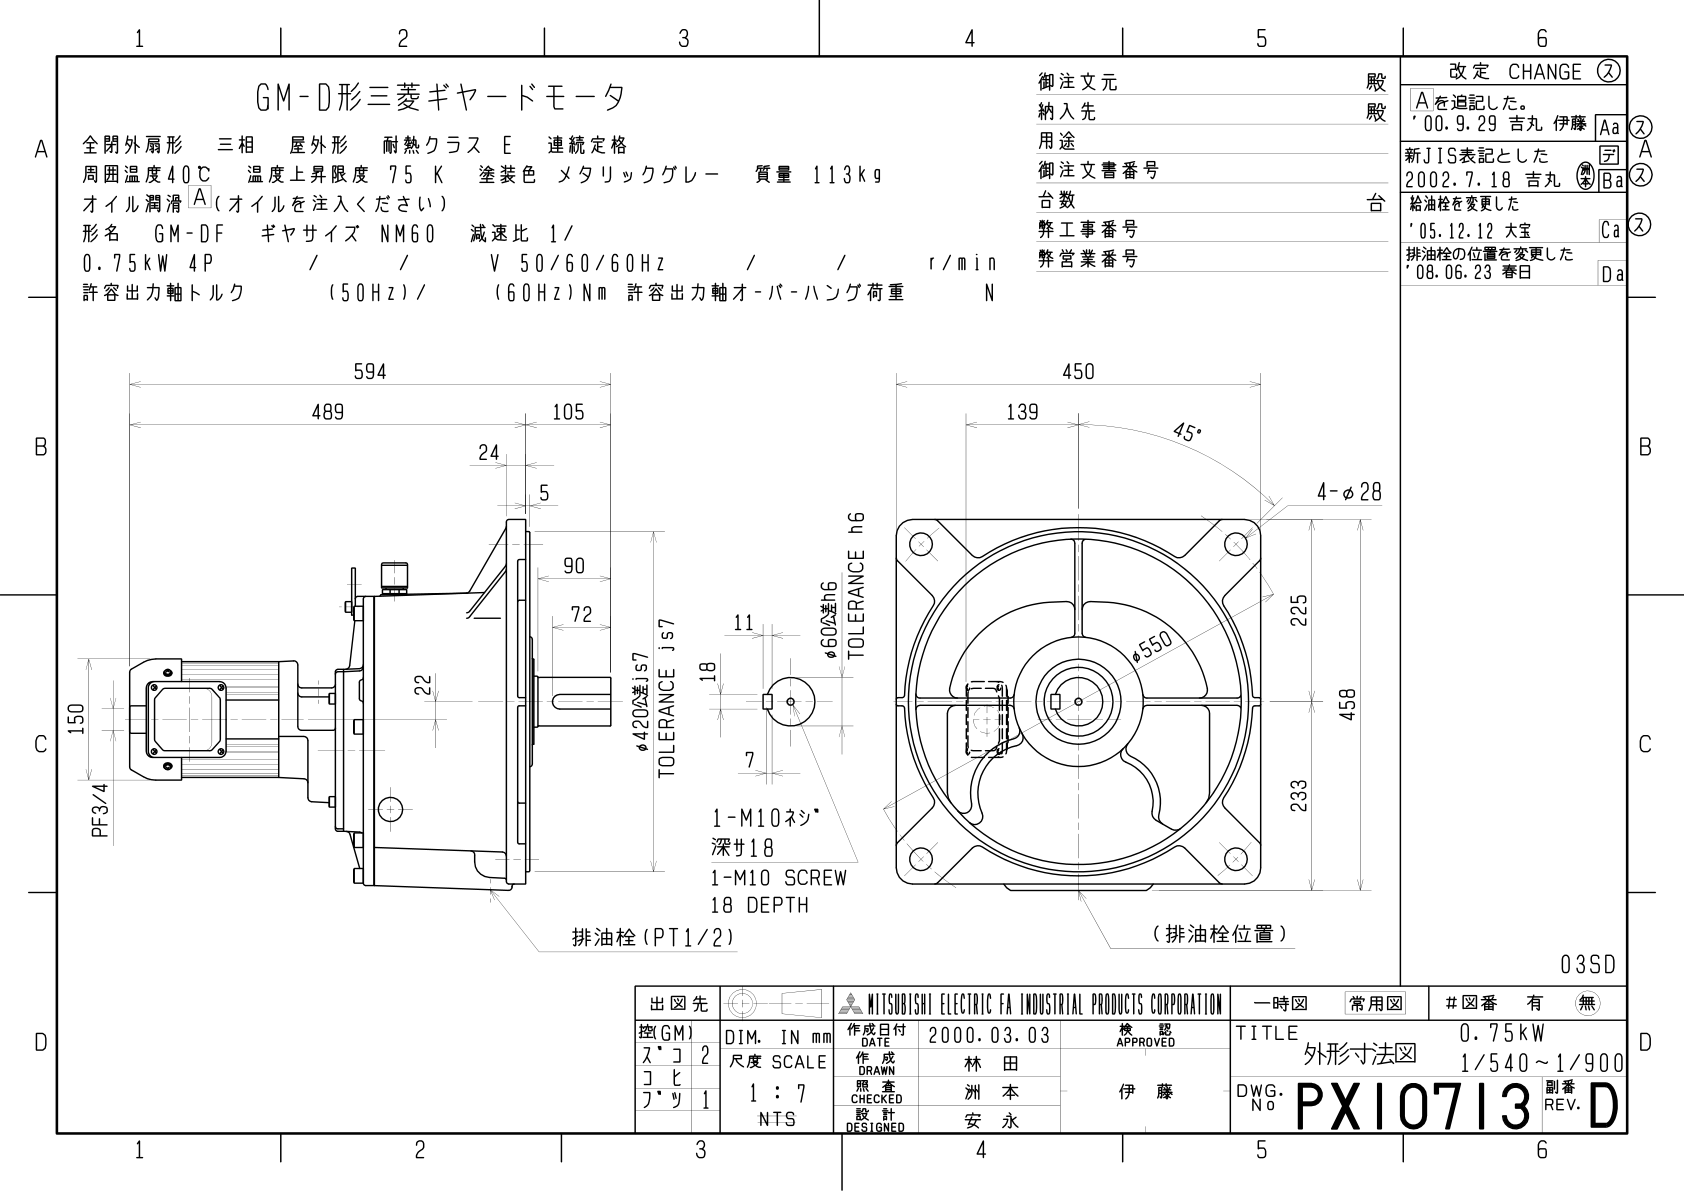 1 2 3 4 5 6
GM-D形三菱ギヤードモータ
全閉外扇形 三相 屋外形 耐熱クラス E 連続定格
周囲温度40℃ 温度上昇限度 75 K 塗装色 メタリックグレー 質量 113kg
オイル潤滑 A (オイルを注入ください)
形名 GM-DF ギヤサイズ NM60 減速比 1/
0.75kW 4P / / V 50/60/60Hz / / r/min
許容出力軸トルク (50Hz)/ (60Hz)Nm 許容出力軸オ-バ-ハング荷重 N
御注文元 殿
納入先 殿
用途
御注文書番号
台数 台
弊工事番号
弊営業番号
改定 CHANGE ス
Aを追記した。
'00.9.29 吉丸 伊藤 Aa ス
新JIS表記とした デ
2002.7.18 吉丸 洲本 Ba ス
給油栓を変更した
'05.12.12 大宝 Ca ス
排油栓の位置を変更した
'08.06.23 春日 Da
A
A
B
B
C
C
D
D
594
489 105
24
5
90
72
22
150
PF3/4
φ420公差js7
TOLERANCE js7
排油栓(PT1/2)
11
18
7
φ60公差h6
TOLERANCE h6
1-M10ネジ
深サ18
1-M10 SCREW
18 DEPTH
450
139
45°
4-φ28
φ550
225
233
458
(排油栓位置)
03SD
出図先
控(GM)
ズコ 2
コヒ
ブツ 1
DIM. IN mm
尺度 SCALE
1 : 7
NTS
MITSUBISHI ELECTRIC FA INDUSTRIAL PRODUCTS CORPORATION
作成日付
DATE
2000.03.03
作成
DRAWN
林田
照査
CHECKED
洲本
設計
DESIGNED
安永
検認
APPROVED
伊藤
一時図 常用図 #図番 有 無
TITLE
0.75kW
外形寸法図
1/540~1/900
DWG.
No
PX10713
副番
REV.
D
1 2 3 4 5 6